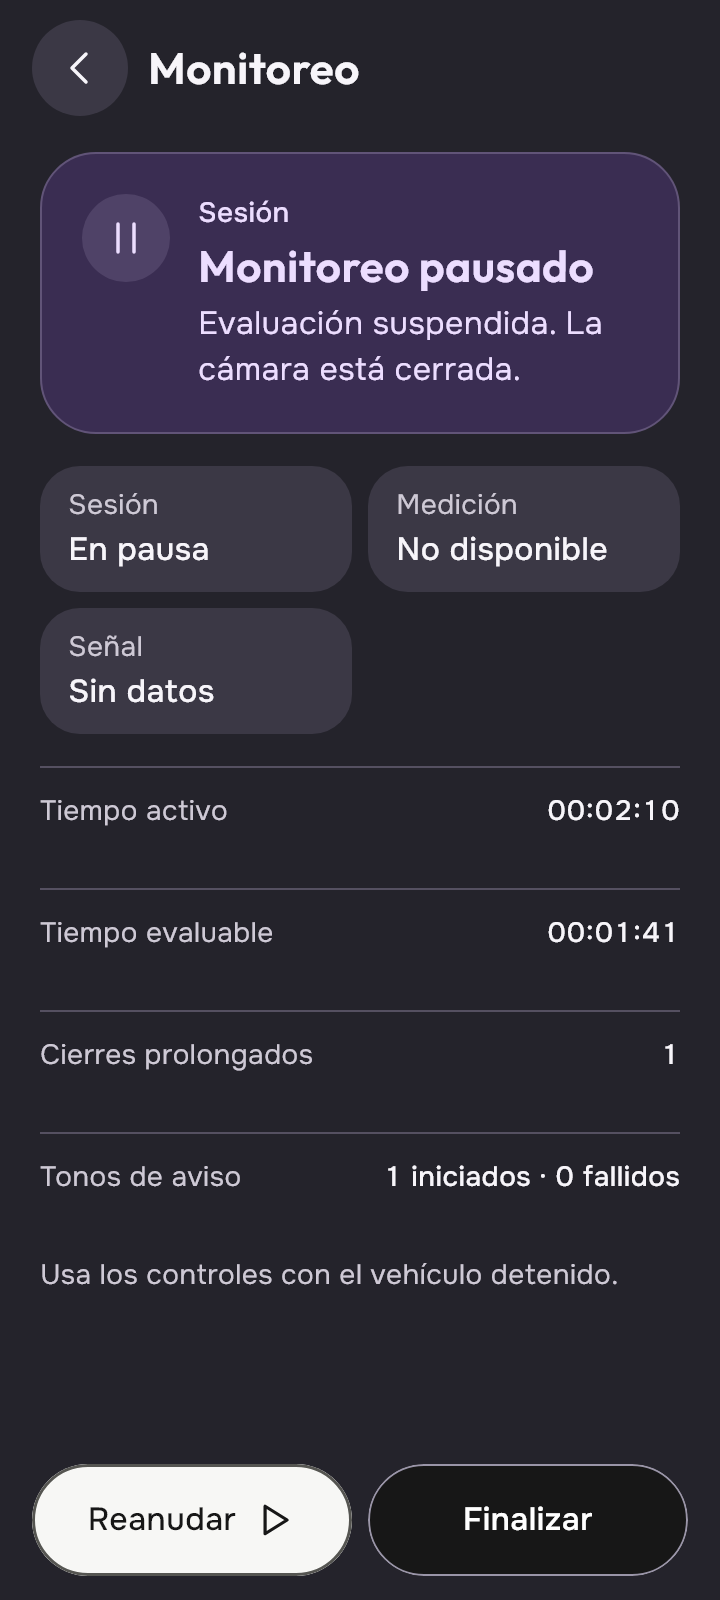 Monitoreo
Sesión
Monitoreo pausado
Evaluación suspendida. La
cámara está cerrada.
Sesión
En pausa
Medición
No disponible
Señal
Sin datos
Tiempo activo 00:02:10
Tiempo evaluable 00:01:41
Cierres prolongados 1
Tonos de aviso 1 iniciados · 0 fallidos
Usa los controles con el vehículo detenido.
Reanudar
Finalizar